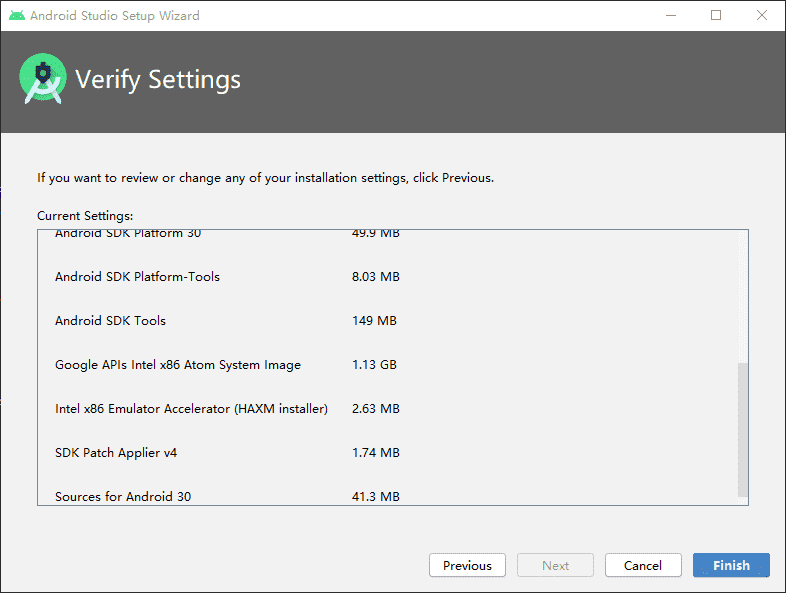 Android Studio Setup Wizard
Verify Settings
If you want to review or change any of your installation settings, click Previous.
Current Settings:
Android SDK Platform 30 49.9 MB
Android SDK Platform-Tools 8.03 MB
Android SDK Tools 149 MB
Google APIs Intel x86 Atom System Image 1.13 GB
Intel x86 Emulator Accelerator (HAXM installer) 2.63 MB
SDK Patch Applier v4 1.74 MB
Sources for Android 30 41.3 MB
Previous Next Cancel Finish